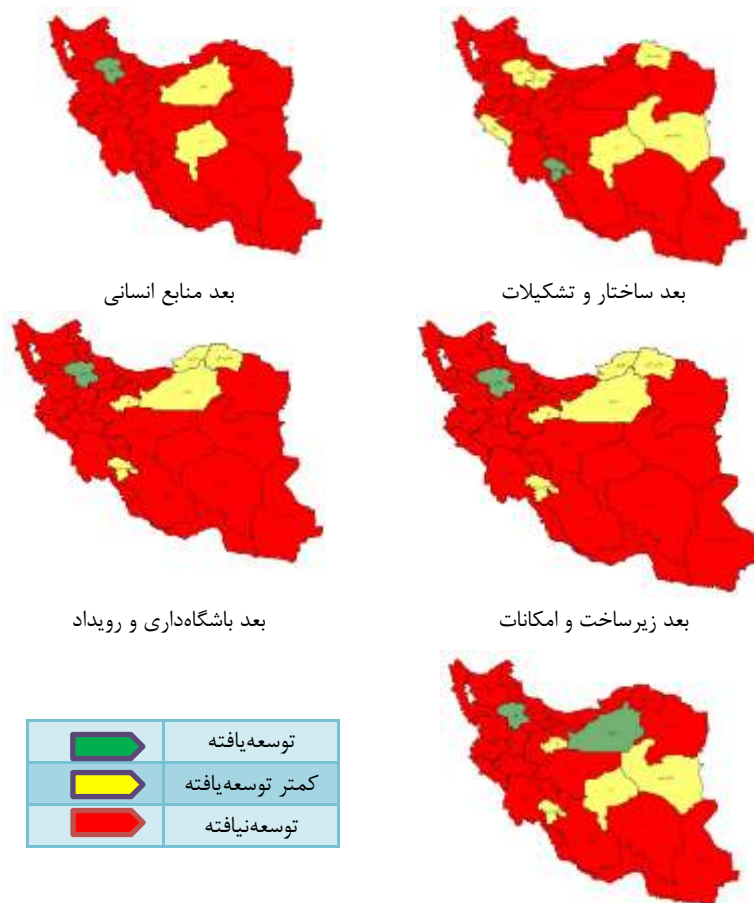 بعد ساختار و تشکیلات
بعد منابع انسانی
بعد زیرساخت و امکانات
بعد باشگاه‌داری و رویداد
توسعه‌یافته
کمتر توسعه‌یافته
توسعه‌نیافته